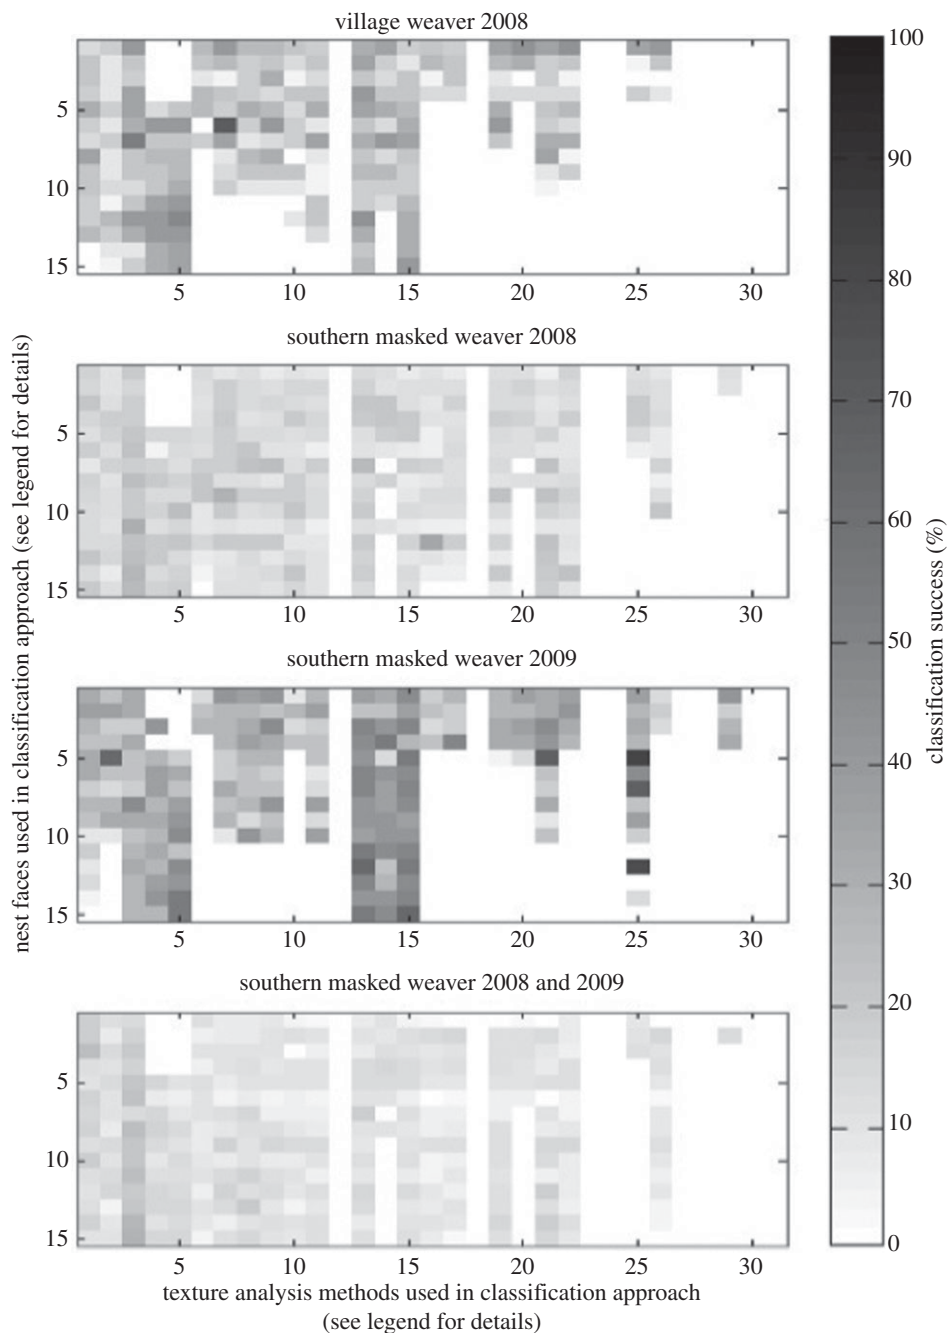 village weaver 2008
5
10
15
5 10 15 20 25 30
southern masked weaver 2008
5
10
15
5 10 15 20 25 30
southern masked weaver 2009
5
10
15
5 10 15 20 25 30
southern masked weaver 2008 and 2009
5
10
15
5 10 15 20 25 30
texture analysis methods used in classification approach
(see legend for details)
nest faces used in classification approach (see legend for details)
100
90
80
70
60
50
40
30
20
10
0
classification success (%)